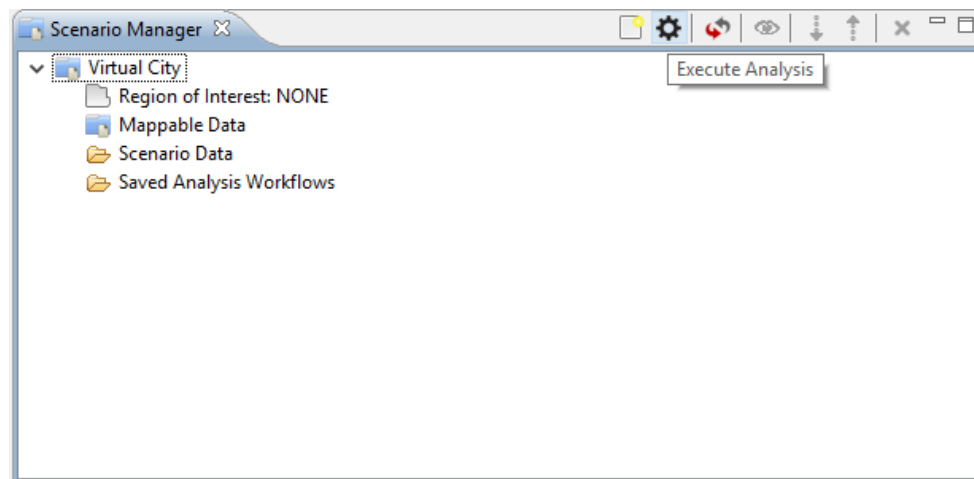 Scenario Manager
Execute Analysis
Virtual City
Region of Interest: NONE
Mappable Data
Scenario Data
Saved Analysis Workflows